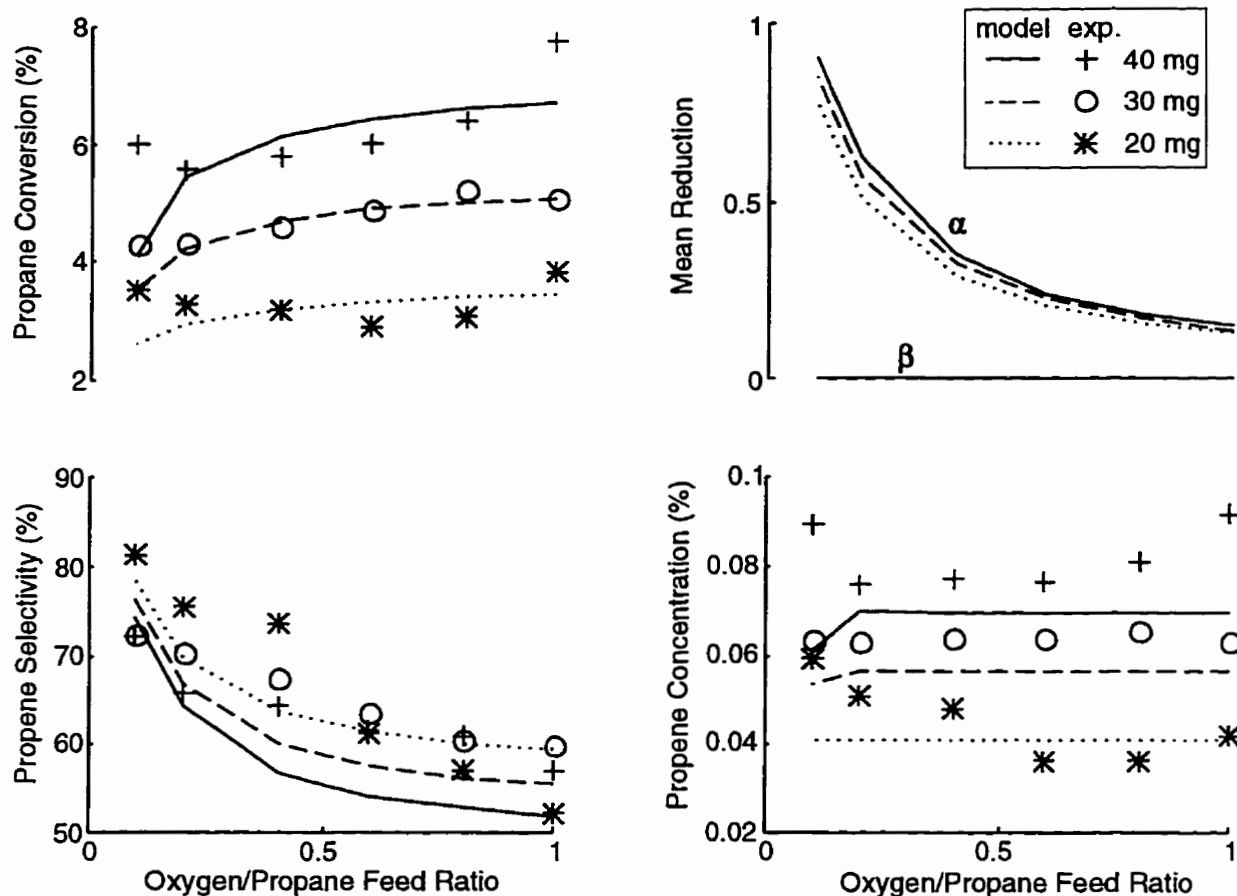 Propane Conversion (%)
8
6
4
2
Mean Reduction
1
0.5
0
α
β
model exp.
40 mg
30 mg
20 mg
Propene Selectivity (%)
90
80
70
60
50
0
0.5
1
Oxygen/Propane Feed Ratio
Propene Concentration (%)
0.1
0.08
0.06
0.04
0.02
0
0.5
1
Oxygen/Propane Feed Ratio